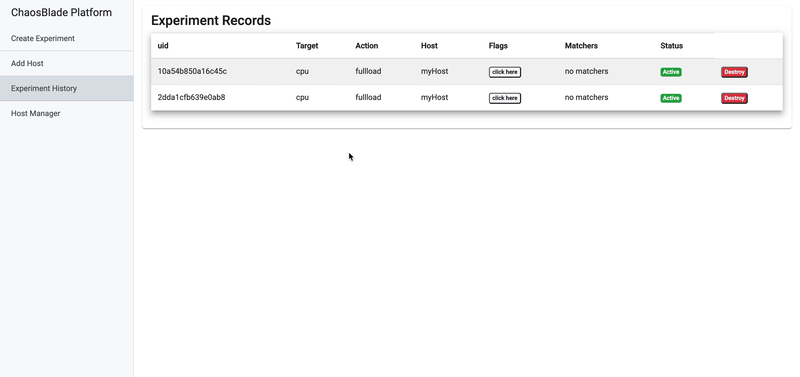 ChaosBlade Platform
Create Experiment
Add Host
Experiment History
Host Manager
Experiment Records
uid Target Action Host Flags Matchers Status
10a54b850a16c45c cpu fullload myHost click here no matchers Active Destroy
2dda1cfb639e0ab8 cpu fullload myHost click here no matchers Active Destroy